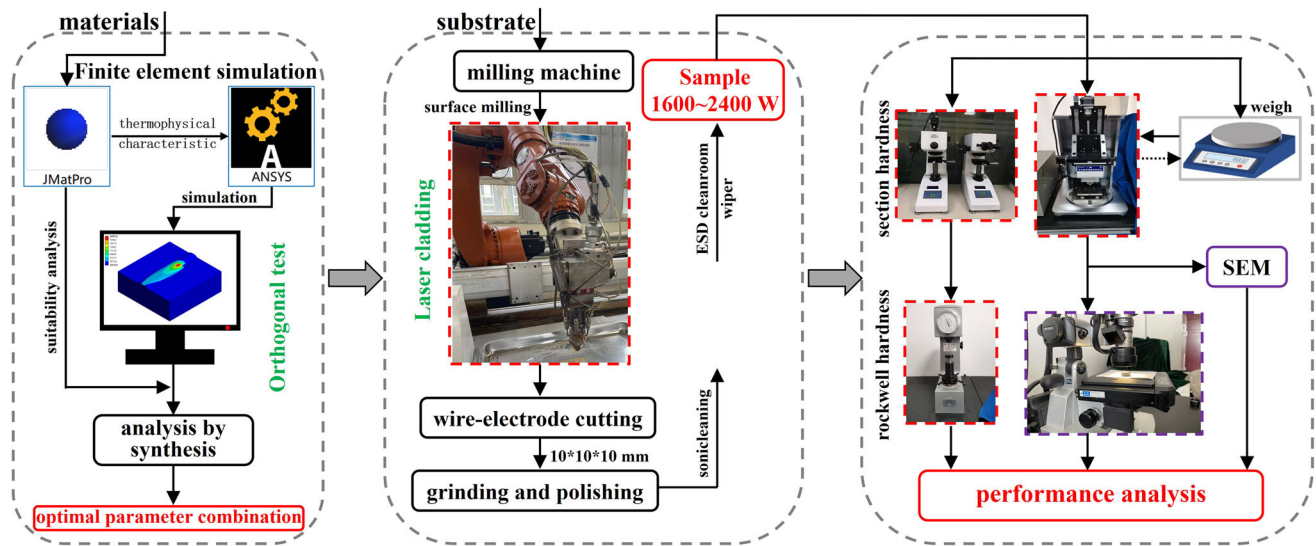 materials
Finite element simulation
JMatPro
thermophysical
characteristic
A
ANSYS
simulation
suitability analysis
Orthogonal test
analysis by
synthesis
optimal parameter combination
substrate
milling machine
surface milling
Laser cladding
wire-electrode cutting
10*10*10 mm
grinding and polishing
sonicleaning
ESD cleanroom
wiper
Sample
1600~2400 W
section hardness
weigh
rockwell hardness
SEM
performance analysis